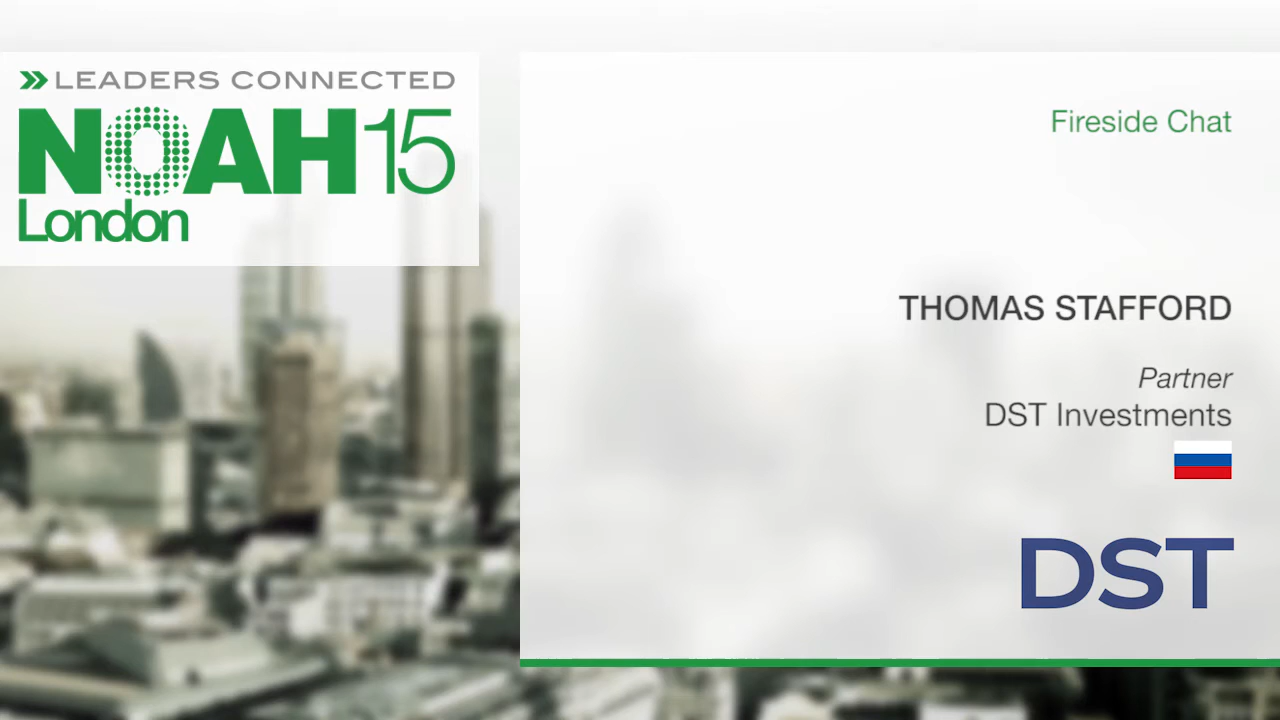 LEADERS CONNECTED
NOAH15
London
Fireside Chat
THOMAS STAFFORD
Partner
DST Investments
DST